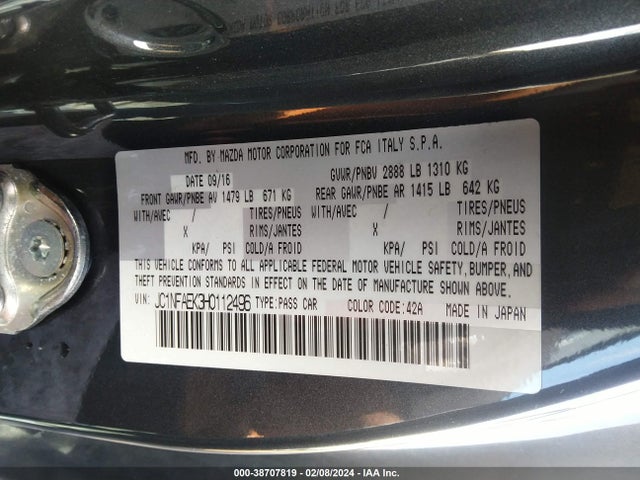 MFD. BY MAZDA MOTOR CORPORATION FOR FCA ITALY S.P.A.
DATE 09/16 GVWR/PNBV 2888 LB 1310 KG
FRONT GAWR/PNBE AV 1479 LB 671 KG REAR GAWR/PNBE AR 1415 LB 642 KG
WITH/AVEC / TIRES/PNEUS WITH/AVEC / TIRES/PNEUS
X RIMS/JANTES X RIMS/JANTES
KPA/ PSI COLD/A FROID KPA/ PSI COLD/A FROID
THIS VEHICLE CONFORMS TO ALL APPLICABLE FEDERAL MOTOR VEHICLE SAFETY, BUMPER, AND
THEFT PREVENTION STANDARDS IN EFFECT ON THE DATE OF MANUFACTURE SHOWN ABOVE.
VIN: JC1NFAEK3H0112496 TYPE:PASS CAR COLOR CODE:42A MADE IN JAPAN
000-38707819 - 02/08/2024 - IAA Inc.